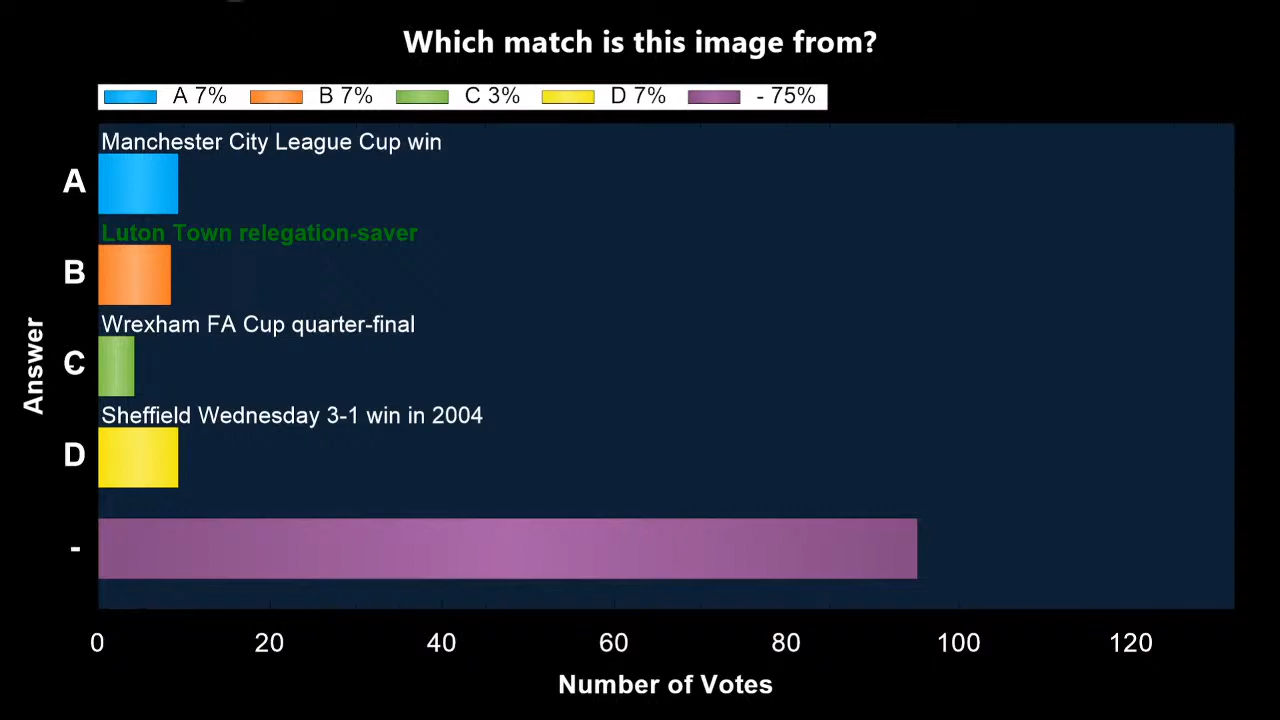 Which match is this image from?
A 7% B 7% C 3% D 7% - 75%
Manchester City League Cup win
A
Luton Town relegation-saver
B
Wrexham FA Cup quarter-final
C
Sheffield Wednesday 3-1 win in 2004
D
-
Answer
0 20 40 60 80 100 120
Number of Votes